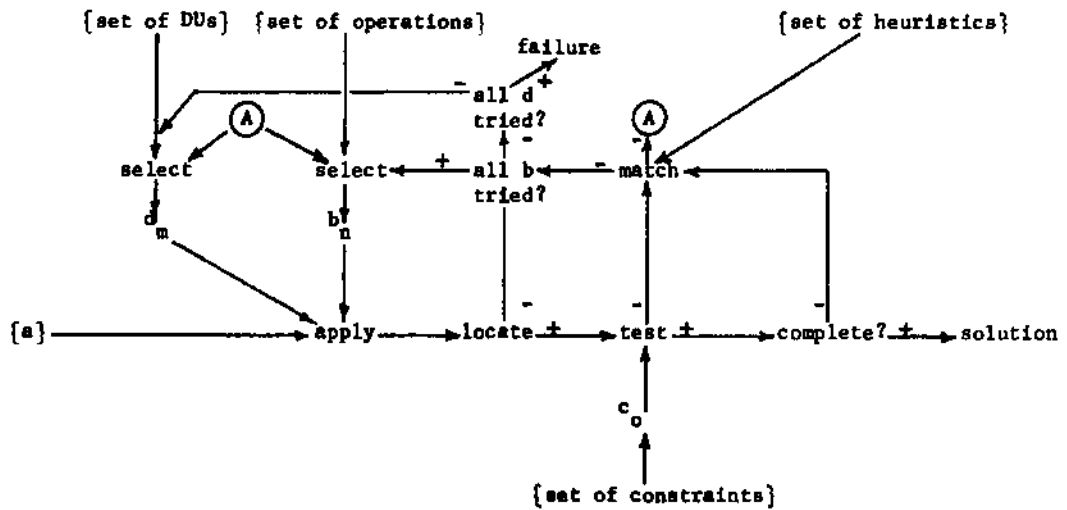 {set of DUs} {set of operations} {set of heuristics}
failure
- all d +
tried?
A
A
-
-
select select + all b - match
tried?
d m
b n
- - -
{s} apply locate + test + complete? + solution
c o
{set of constraints}